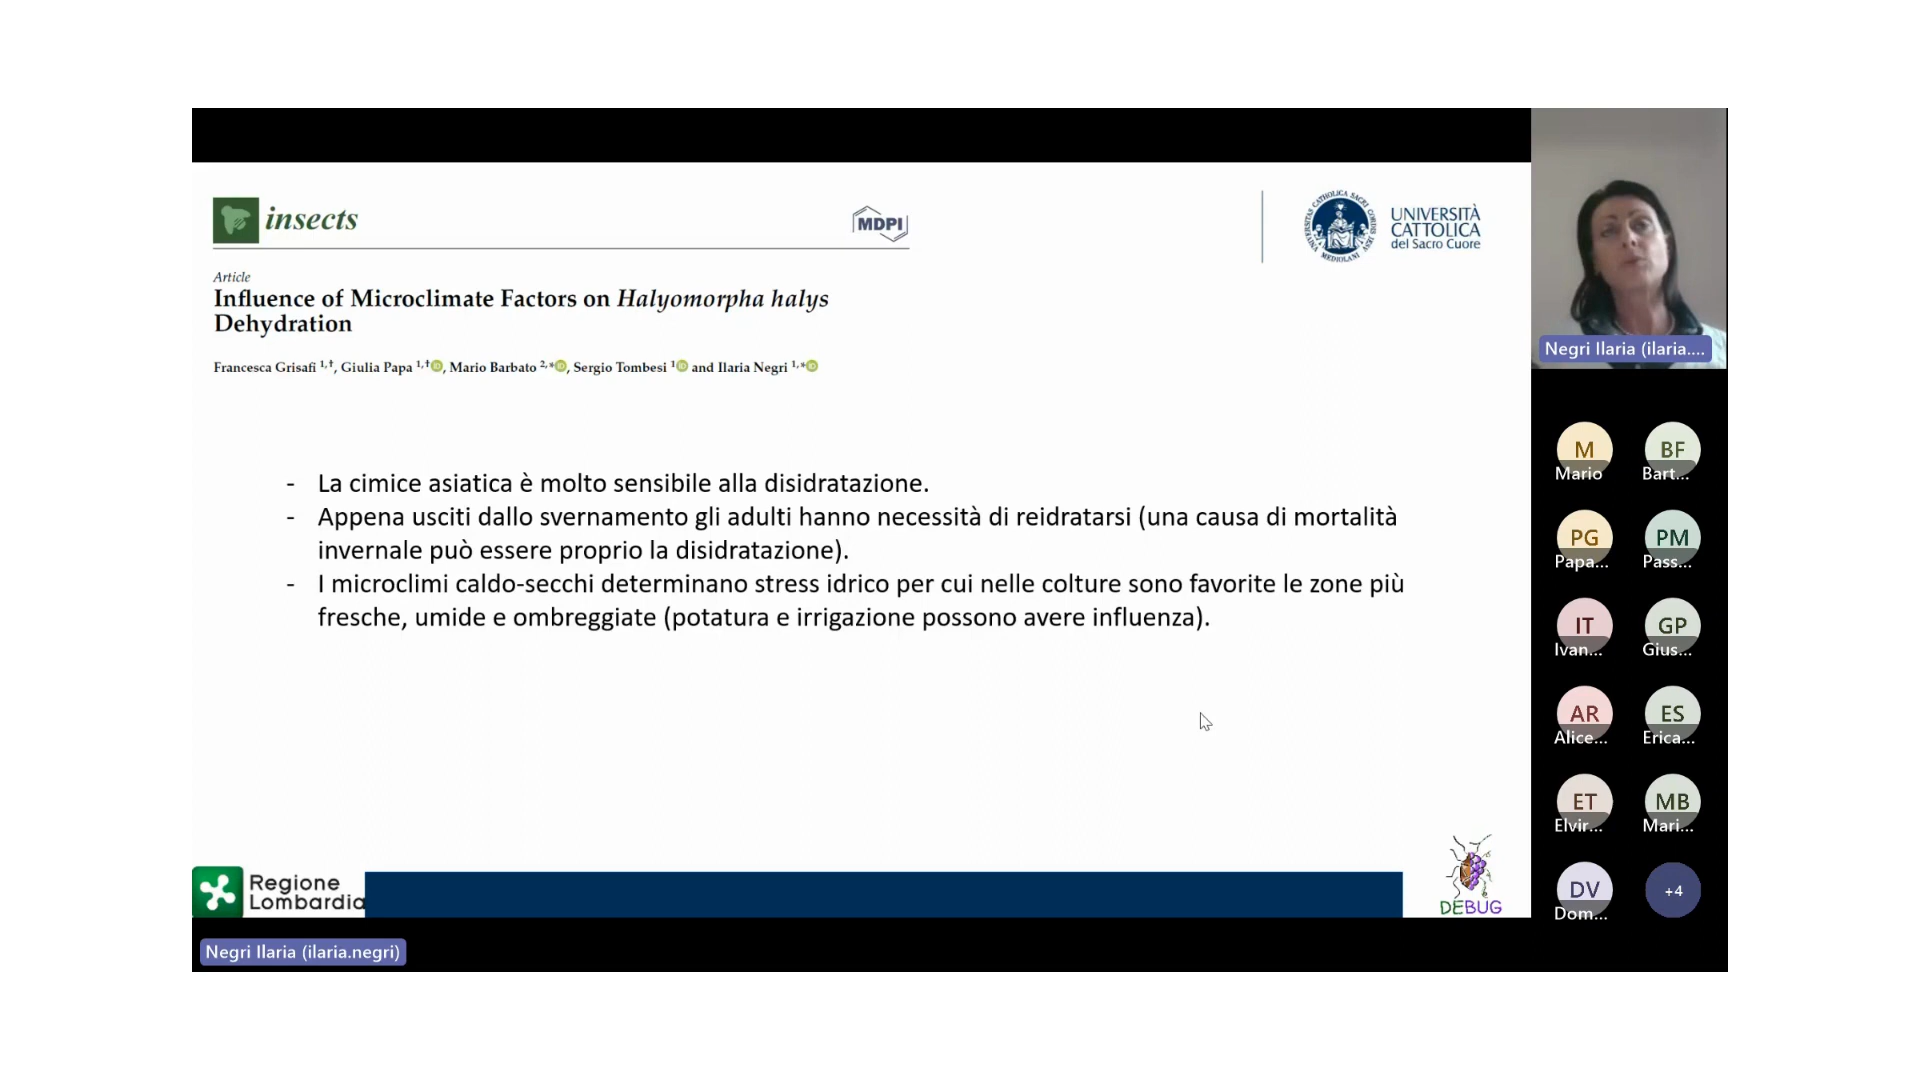 insects
MDPI
UNIVERSITÀ
CATTOLICA
del Sacro Cuore
Article
Influence of Microclimate Factors on Halyomorpha halys
Dehydration
Francesca Grisafi 1,†, Giulia Papa 1,†, Mario Barbato 2,*, Sergio Tombesi 1 and Ilaria Negri 1,*
- La cimice asiatica è molto sensibile alla disidratazione.
- Appena usciti dallo svernamento gli adulti hanno necessità di reidratarsi (una causa di mortalità
invernale può essere proprio la disidratazione).
- I microclimi caldo-secchi determinano stress idrico per cui nelle colture sono favorite le zone più
fresche, umide e ombreggiate (potatura e irrigazione possono avere influenza).
Regione
Lombardia
DEBUG
Negri Ilaria (ilaria.negri)
Negri Ilaria (ilaria....
M BF
Mario Bart...
PG PM
Papa... Pass...
IT GP
Ivan... Gius...
AR ES
Alice... Erica...
ET MB
Elvir... Mari...
DV +4
Dom...